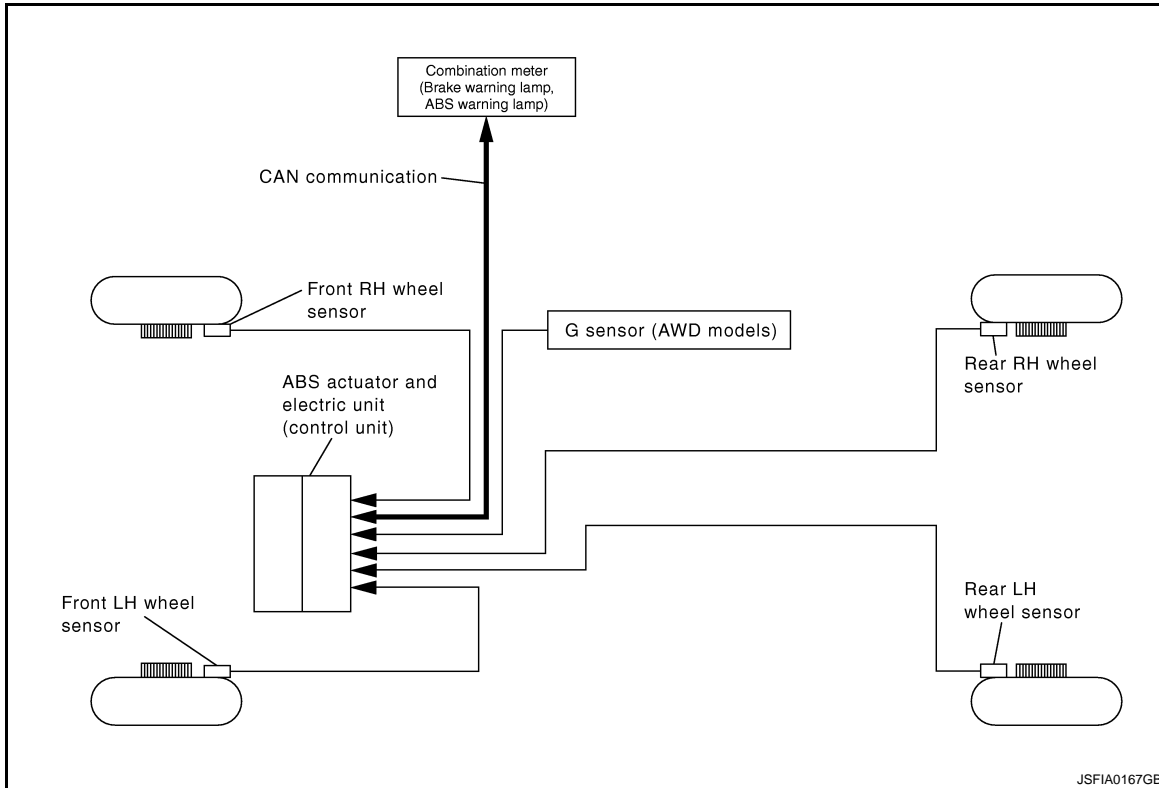 Combination meter
(Brake warning lamp,
ABS warning lamp)
CAN communication
Front RH wheel
sensor
G sensor (AWD models)
Rear RH wheel
sensor
ABS actuator and
electric unit
(control unit)
Front LH wheel
sensor
Rear LH
wheel sensor
JSFIA0167GB